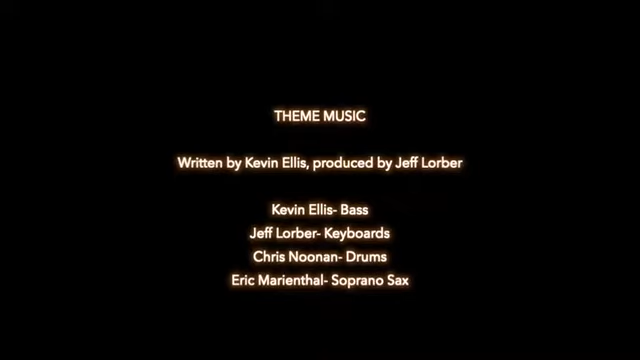 THEME MUSIC
Written by Kevin Ellis, produced by Jeff Lorber
Kevin Ellis- Bass
Jeff Lorber- Keyboards
Chris Noonan- Drums
Eric Marienthal- Soprano Sax